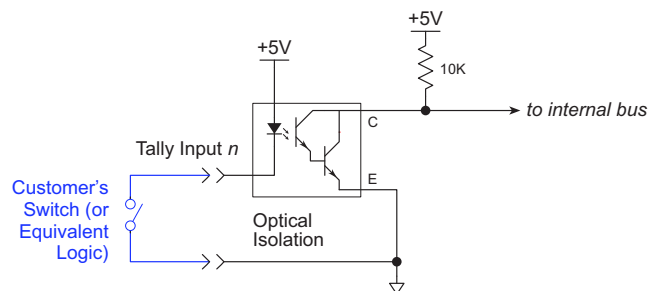 +5V
+5V
10K
C
to internal bus
Tally Input n
E
Customer's
Switch (or
Equivalent
Logic)
Optical
Isolation